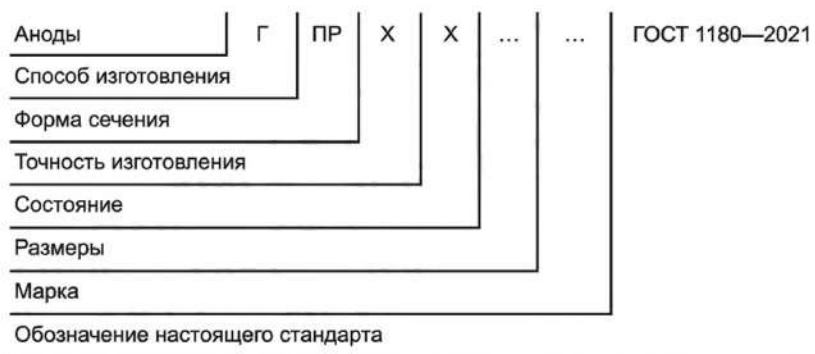 Аноды Г ПР Х Х ... ... ГОСТ 1180—2021
Способ изготовления
Форма сечения
Точность изготовления
Состояние
Размеры
Марка
Обозначение настоящего стандарта